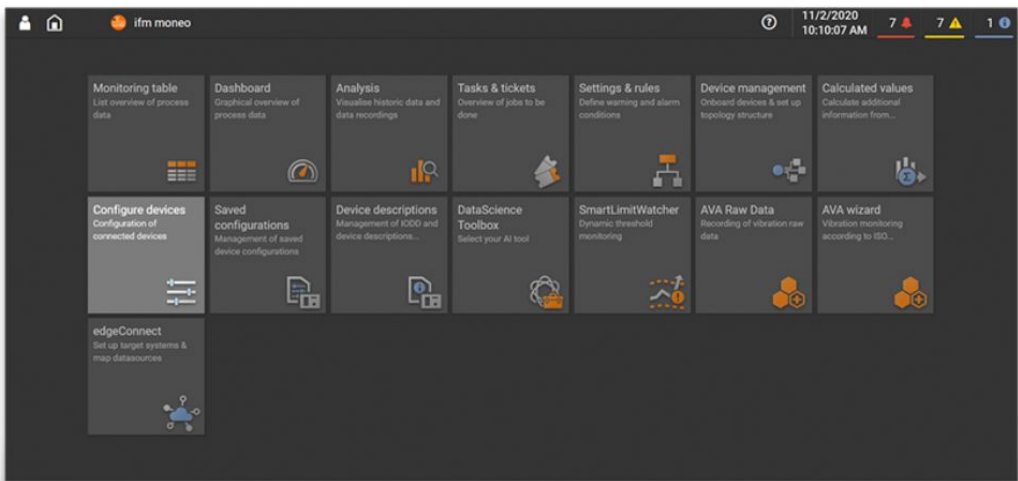 ifm moneo
11/2/2020
10:10:07 AM
7
7
1
Monitoring table
List overview of process
data
Dashboard
Graphical overview of
process data
Analysis
Visualise historic data and
data recordings
Tasks & tickets
Overview of jobs to be
done
Settings & rules
Define warning and alarm
conditions
Device management
Onboard devices & set up
topology structure
Calculated values
Calculate additional
information from...
Configure devices
Configuration of
connected devices
Saved
configurations
Management of saved
device configurations
Device descriptions
Management of IODD and
device descriptions...
DataScience
Toolbox
Select your AI tool
SmartLimitWatcher
Dynamic threshold
monitoring
AVA Raw Data
Recording of vibration raw
data
AVA wizard
Vibration monitoring
according to ISO...
edgeConnect
Set up target systems &
map datasources